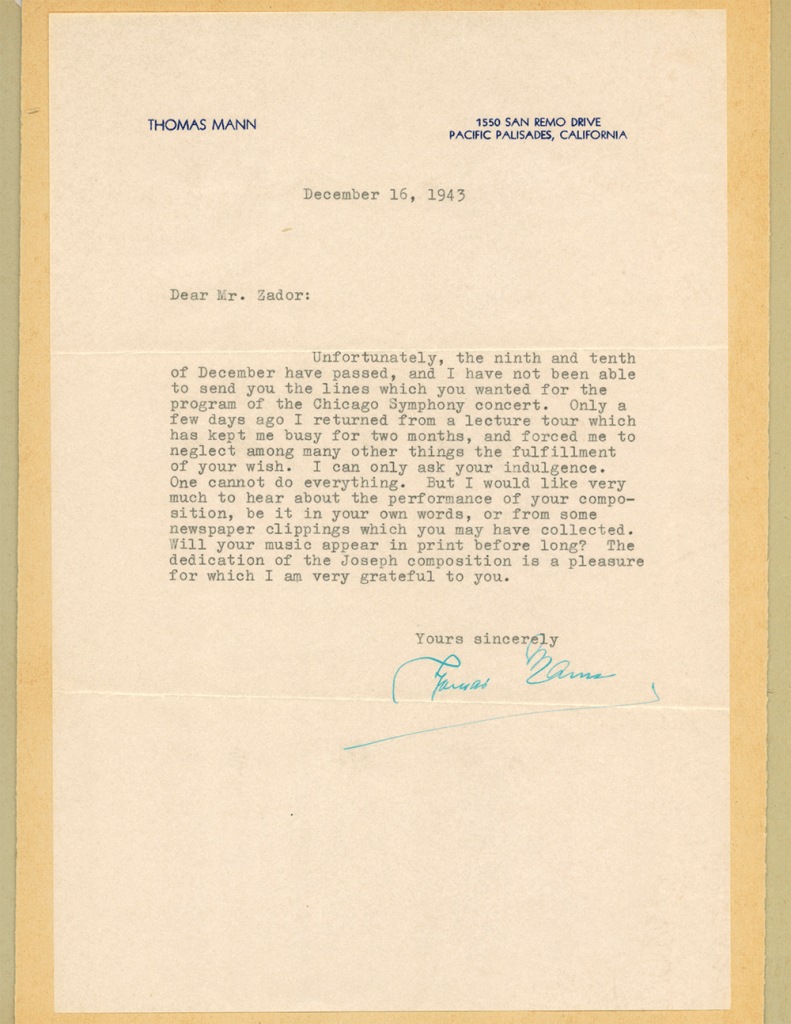 THOMAS MANN
1550 SAN REMO DRIVE
PACIFIC PALISADES, CALIFORNIA
December 16, 1943
Dear Mr. Zador:
Unfortunately, the ninth and tenth
of December have passed, and I have not been able
to send you the lines which you wanted for the
program of the Chicago Symphony concert. Only a
few days ago I returned from a lecture tour which
has kept me busy for two months, and forced me to
neglect among many other things the fulfillment
of your wish. I can only ask your indulgence.
One cannot do everything. But I would like very
much to hear about the performance of your compo-
sition, be it in your own words, or from some
newspaper clippings which you may have collected.
Will your music appear in print before long? The
dedication of the Joseph composition is a pleasure
for which I am very grateful to you.
Yours sincerely
Thomas Mann